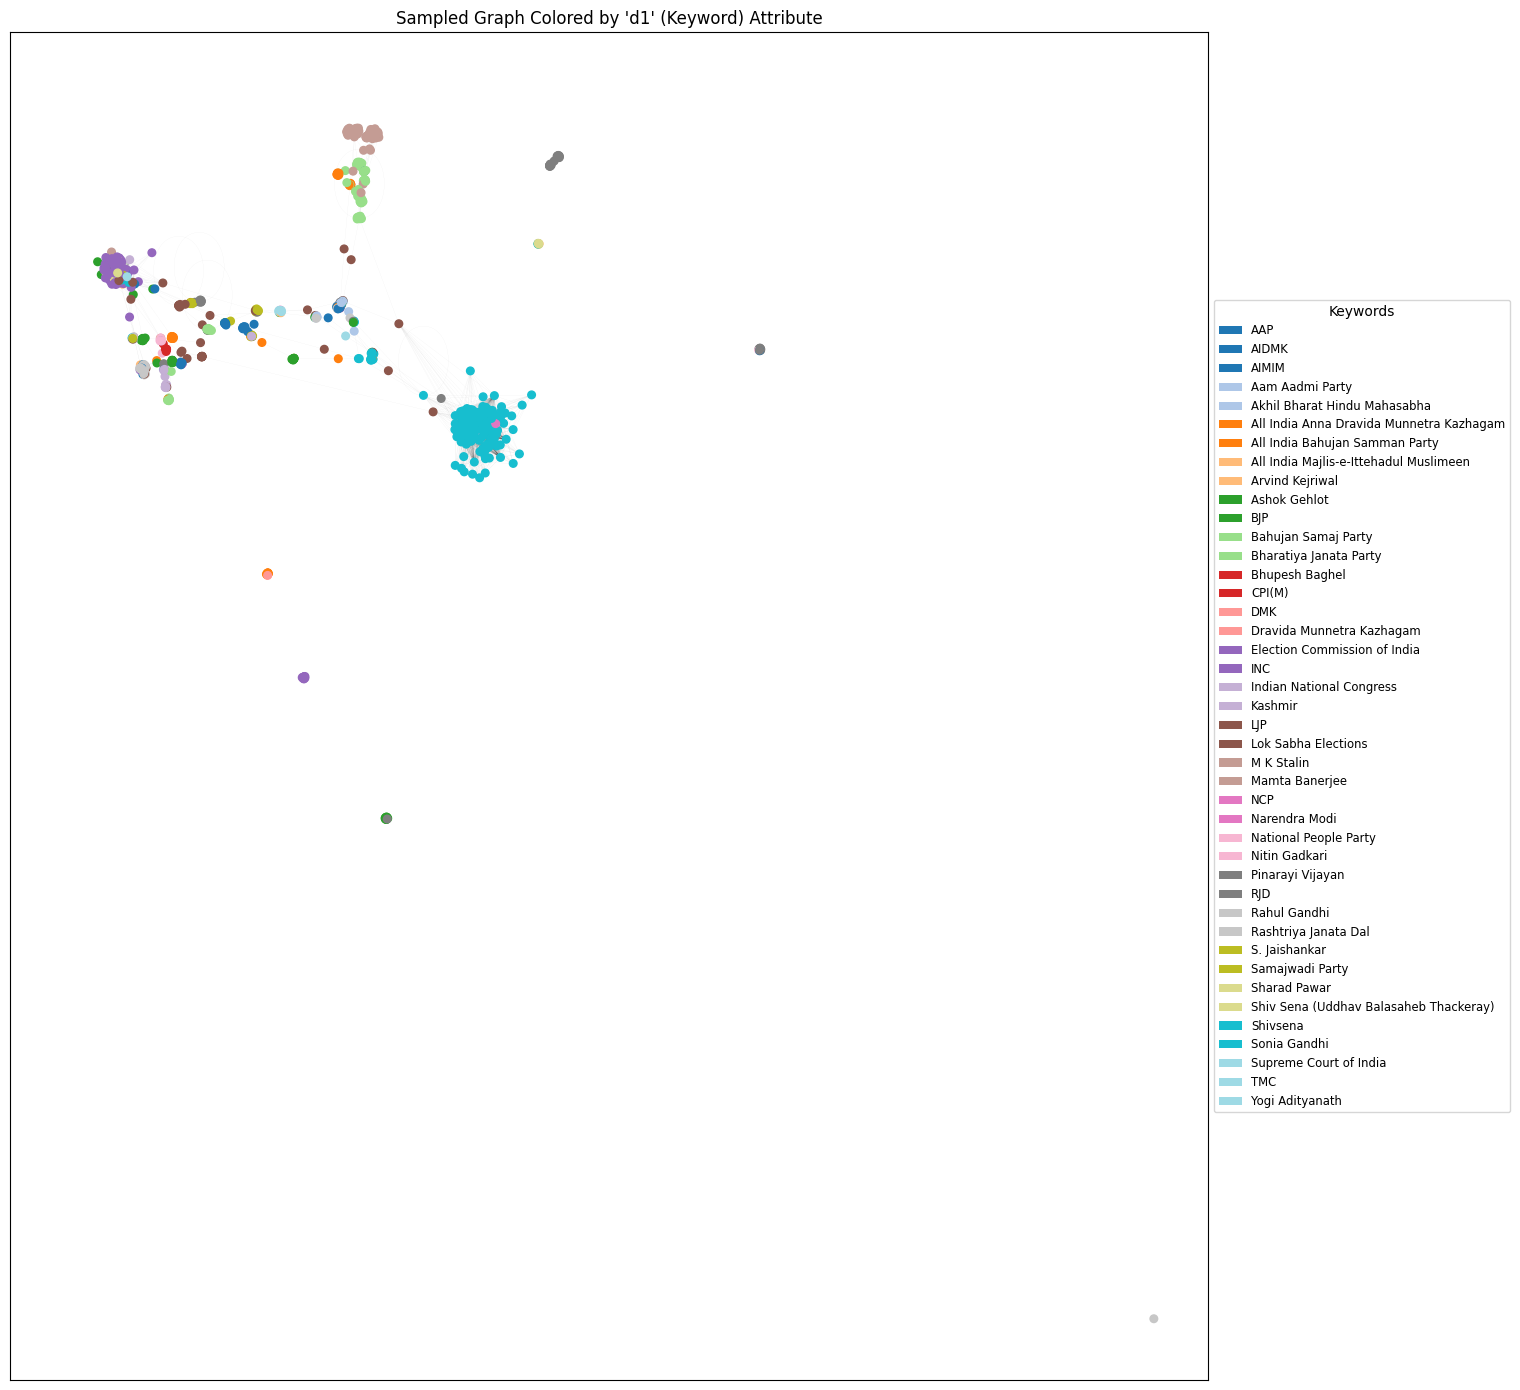 Sampled Graph Colored by 'd1' (Keyword) Attribute
Keywords
AAP
AIDMK
AIMIM
Aam Aadmi Party
Akhil Bharat Hindu Mahasabha
All India Anna Dravida Munnetra Kazhagam
All India Bahujan Samman Party
All India Majlis-e-Ittehadul Muslimeen
Arvind Kejriwal
Ashok Gehlot
BJP
Bahujan Samaj Party
Bharatiya Janata Party
Bhupesh Baghel
CPI(M)
DMK
Dravida Munnetra Kazhagam
Election Commission of India
INC
Indian National Congress
Kashmir
LJP
Lok Sabha Elections
M K Stalin
Mamta Banerjee
NCP
Narendra Modi
National People Party
Nitin Gadkari
Pinarayi Vijayan
RJD
Rahul Gandhi
Rashtriya Janata Dal
S. Jaishankar
Samajwadi Party
Sharad Pawar
Shiv Sena (Uddhav Balasaheb Thackeray)
Shivsena
Sonia Gandhi
Supreme Court of India
TMC
Yogi Adityanath